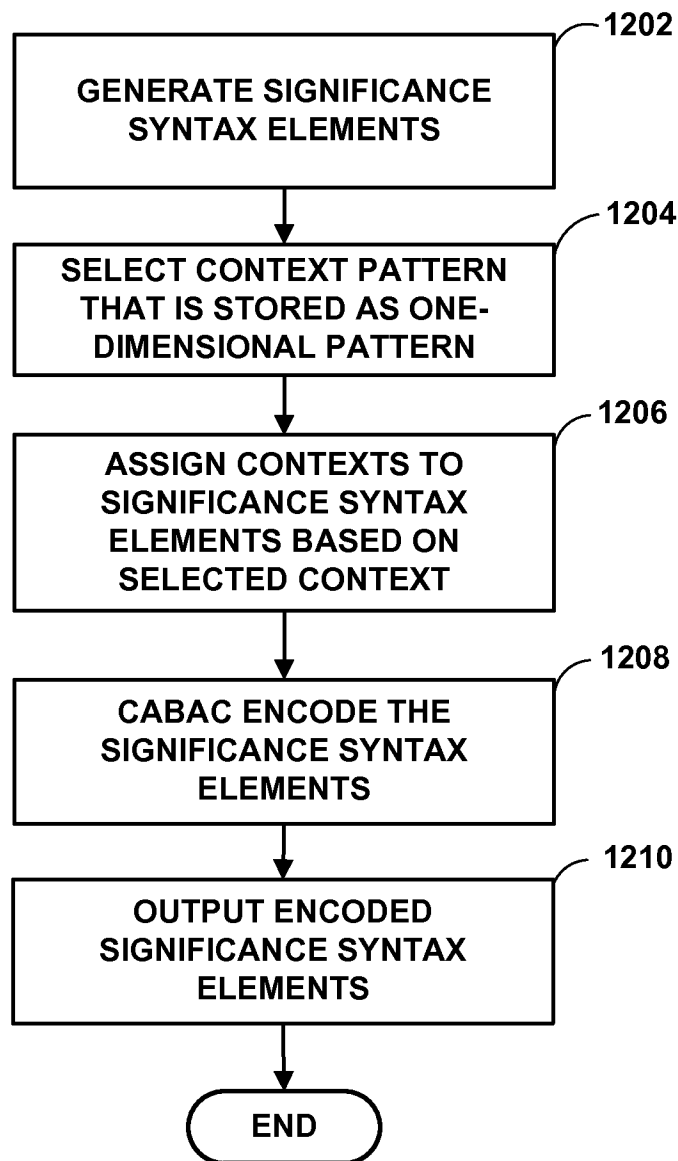 1202
GENERATE SIGNIFICANCE
SYNTAX ELEMENTS
1204
SELECT CONTEXT PATTERN
THAT IS STORED AS ONE-
DIMENSIONAL PATTERN
1206
ASSIGN CONTEXTS TO
SIGNIFICANCE SYNTAX
ELEMENTS BASED ON
SELECTED CONTEXT
1208
CABAC ENCODE THE
SIGNIFICANCE SYNTAX
ELEMENTS
1210
OUTPUT ENCODED
SIGNIFICANCE SYNTAX
ELEMENTS
END